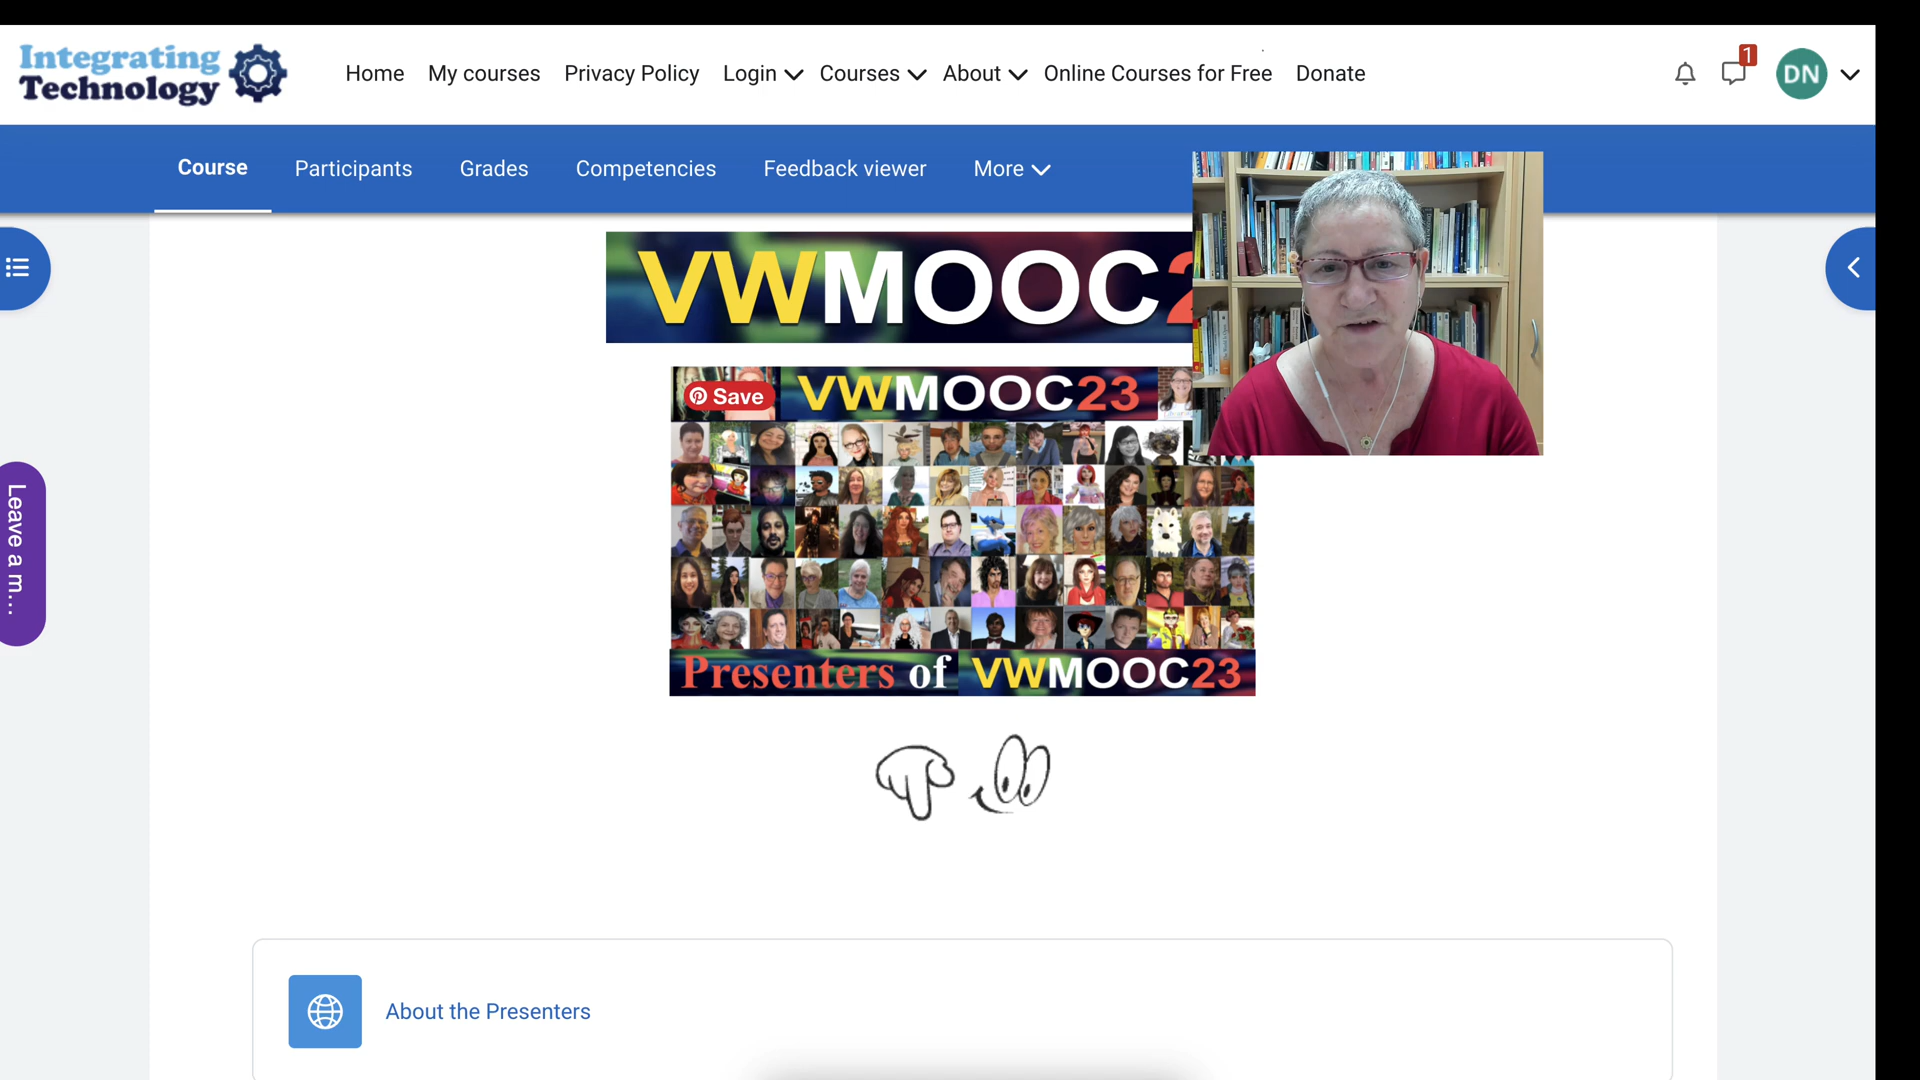 Integrating
Technology
Home My courses Privacy Policy Login Courses About Online Courses for Free Donate
1
DN
Course Participants Grades Competencies Feedback viewer More
VWMOOC2
Save
VWMOOC23
Presenters of VWMOOC23
Leave a m...
About the Presenters